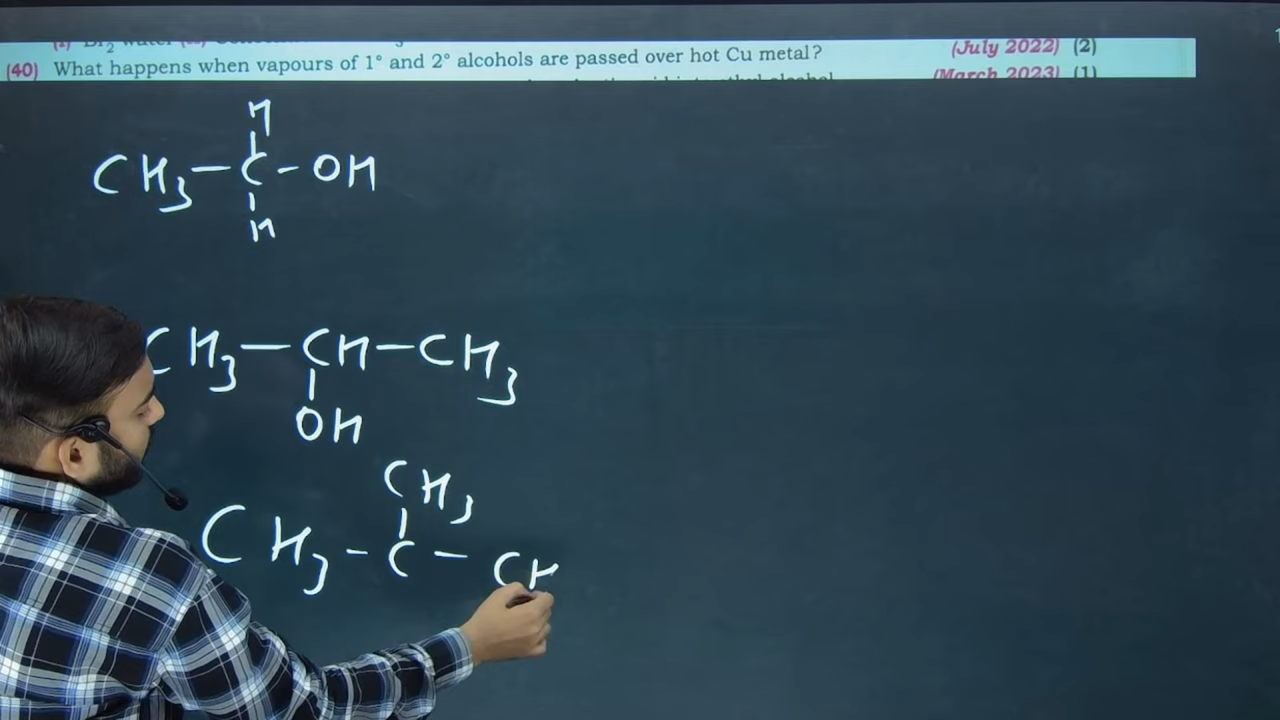 (July 2022) (2)
(40) What happens when vapours of 1° and 2° alcohols are passed over hot Cu metal?
(March 2023) (1)
H
CH3 – C – OH
H
CH3 – CH – CH3
OH
CH3
CH3 – C – CH